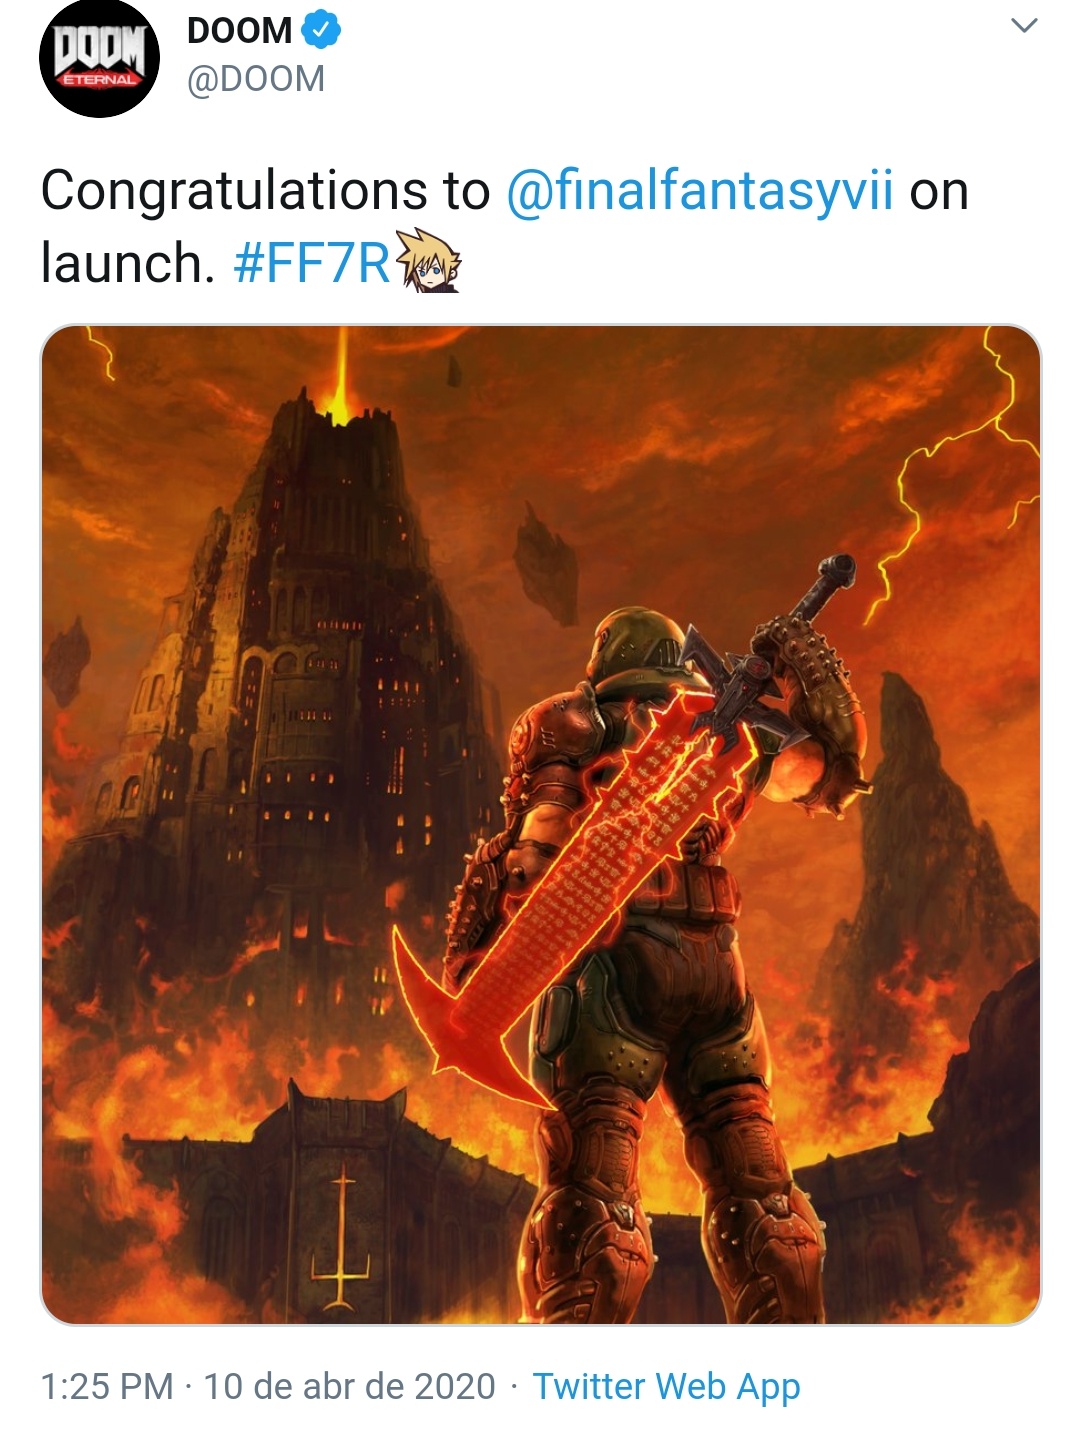 DOOM
ETERNAL
DOOM
@DOOM
Congratulations to @finalfantasyvii on
launch. #FF7R
1:25 PM · 10 de abr de 2020 · Twitter Web App